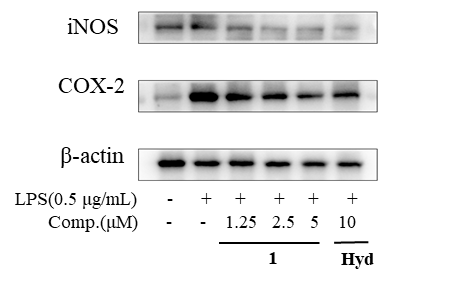 iNOS
COX-2
β-actin
LPS(0.5 μg/mL) - + + + + +
Comp.(μM) - - 1.25 2.5 5 10
1 Hyd